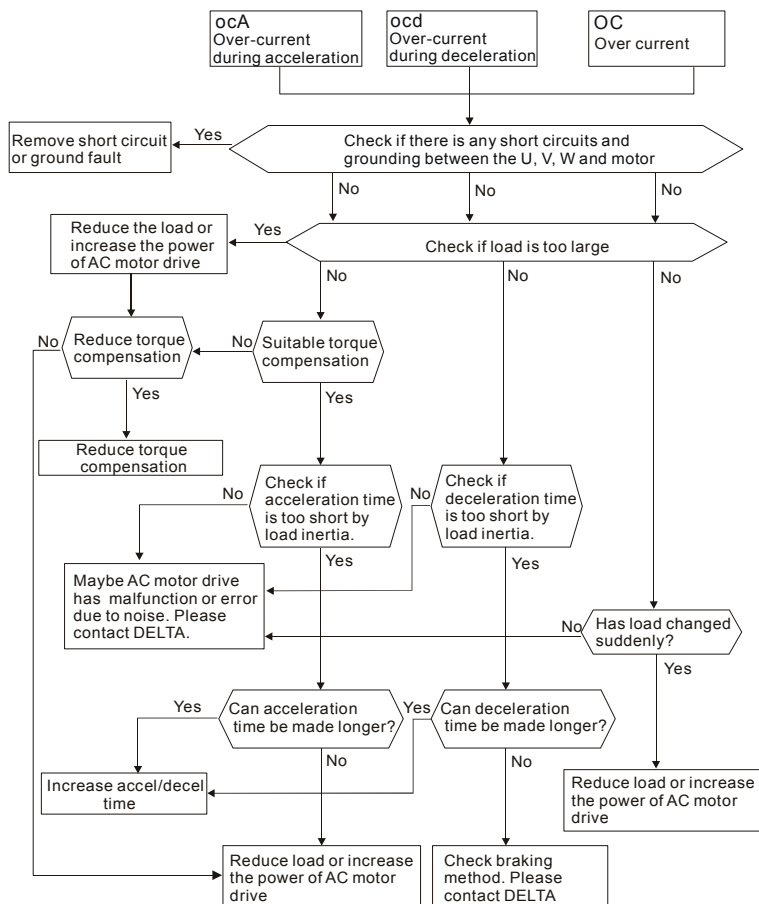 ocA
Over-current
during acceleration
ocd
Over-current
during deceleration
OC
Over current
Remove short circuit
or ground fault
Yes
Check if there is any short circuits and
grounding between the U, V, W and motor
No
No
No
Reduce the load or
increase the power
of AC motor drive
Yes
Check if load is too large
No
No
No
No
Reduce torque
compensation
No
Suitable torque
compensation
Yes
Yes
Reduce torque
compensation
No
Check if
acceleration time
is too short by
load inertia.
No
Check if
deceleration time
is too short by
load inertia.
Yes
Yes
Maybe AC motor drive
has malfunction or error
due to noise. Please
contact DELTA.
No
Has load changed
suddenly?
Yes
Yes
Can acceleration
time be made longer?
Yes
Can deceleration
time be made longer?
No
No
Increase accel/decel
time
Reduce load or increase
the power of AC motor
drive
Reduce load or increase
the power of AC motor
drive
Check braking
method. Please
contact DELTA